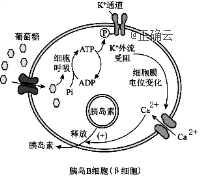 K⁺通道
@正确云
葡萄糖
ATP
P
K⁺外流
受阻
细胞
呼吸
细胞膜
电位变化
Pi
ADP
胰岛素
Ca²⁺
释放
(+)
Ca²⁺
胰岛素
胰岛B细胞(β细胞)